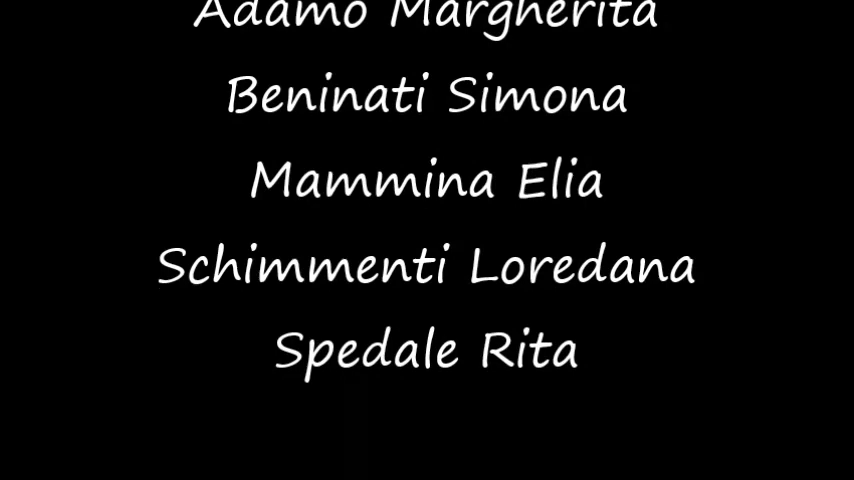 Adamo Margherita
Beninati Simona
Mammina Elia
Schimmenti Loredana
Spedale Rita